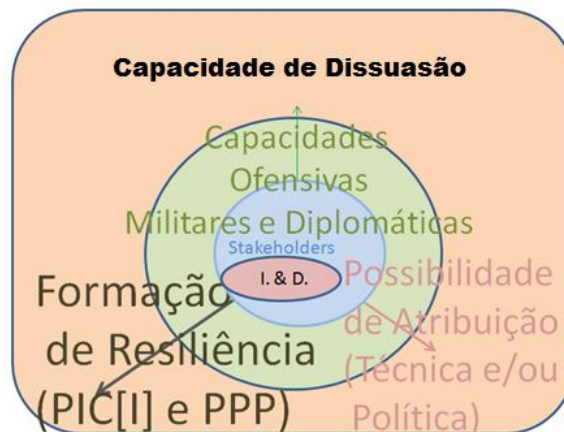 Capacidade de Dissuasão
Capacidades
Ofensivas
Militares e Diplomáticas
Stakeholders
I. & D.
Formação
de Resiliência
(PIC[I] e PPP)
Possibilidade
de Atribuição
(Técnica e/ou
Política)